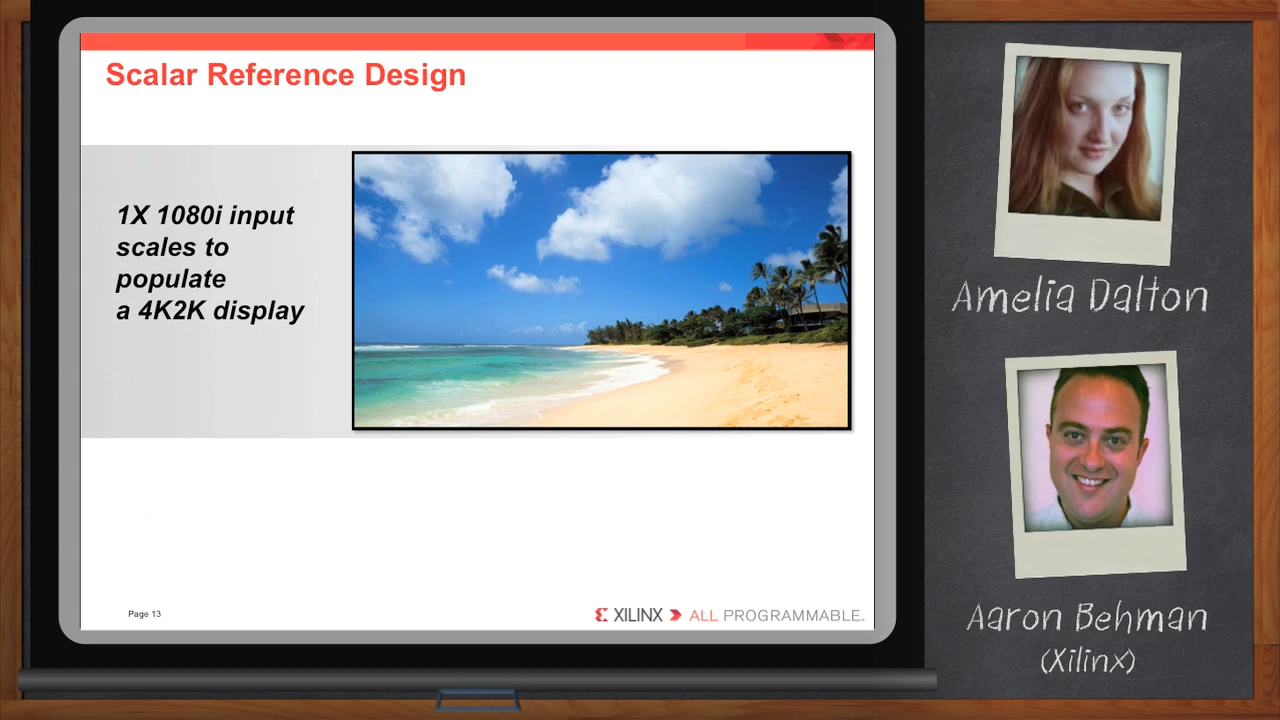 Scalar Reference Design
1X 1080i input
scales to
populate
a 4K2K display
Page 13
XILINX ALL PROGRAMMABLE.
Amelia Dalton
Aaron Behman
(Xilinx)